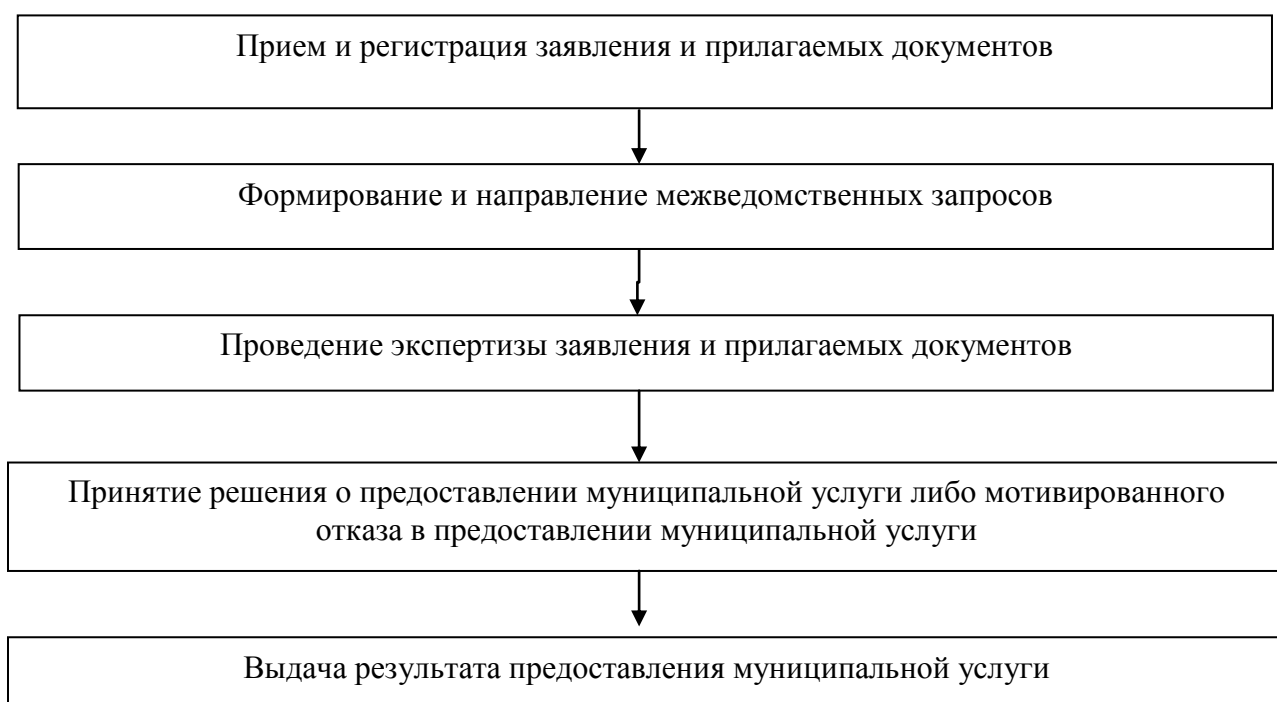 Прием и регистрация заявления и прилагаемых документов
Формирование и направление межведомственных запросов
Проведение экспертизы заявления и прилагаемых документов
Принятие решения о предоставлении муниципальной услуги либо мотивированного
отказа в предоставлении муниципальной услуги
Выдача результата предоставления муниципальной услуги